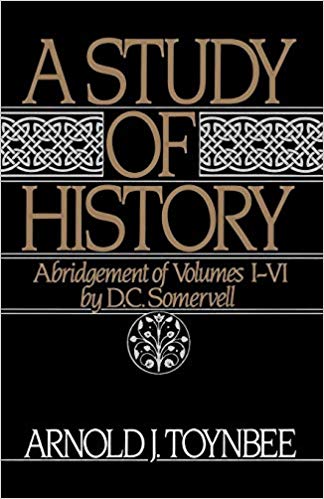 A STUDY
OF
HISTORY
Abridgement of Volumes I–VI
by D.C. Somervell
ARNOLD J. TOYNBEE